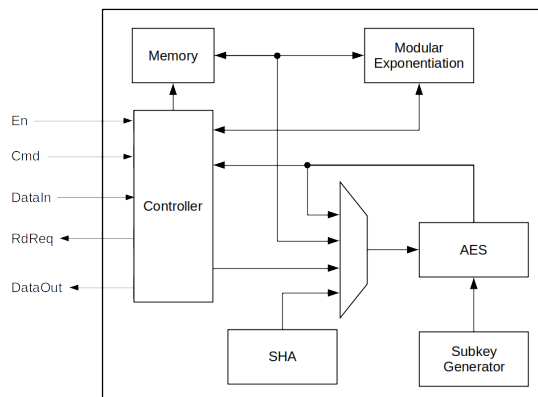 Memory
Modular
Exponentiation
En
Cmd
DataIn
Controller
RdReq
AES
DataOut
SHA
Subkey
Generator